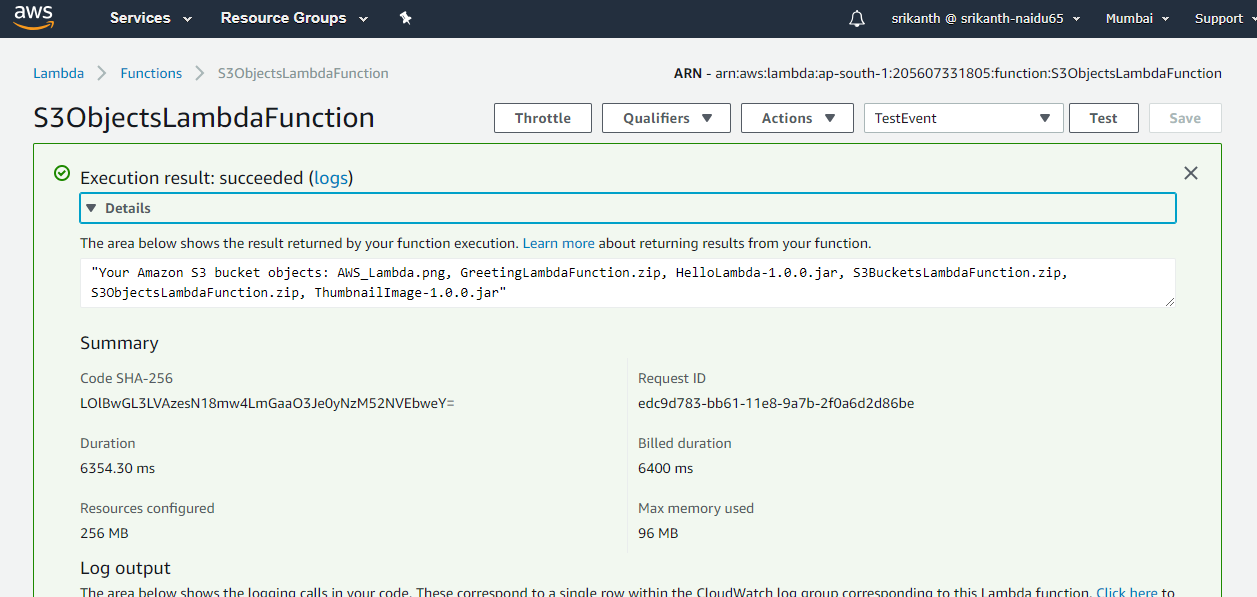 aws Services Resource Groups srikanth @ srikanth-naidu65 Mumbai Support
Lambda Functions S3ObjectsLambdaFunction ARN - arn:aws:lambda:ap-south-1:205607331805:function:S3ObjectsLambdaFunction
S3ObjectsLambdaFunction Throttle Qualifiers Actions TestEvent Test Save
Execution result: succeeded (logs)
Details
The area below shows the result returned by your function execution. Learn more about returning results from your function.
"Your Amazon S3 bucket objects: AWS_Lambda.png, GreetingLambdaFunction.zip, HelloLambda-1.0.0.jar, S3BucketsLambdaFunction.zip,
S3ObjectsLambdaFunction.zip, ThumbnailImage-1.0.0.jar"
Summary
Code SHA-256 Request ID
LOlBwGL3LVAzesN18mw4LmGaaO3Je0yNzM52NVEbweY= edc9d783-bb61-11e8-9a7b-2f0a6d2d86be
Duration Billed duration
6354.30 ms 6400 ms
Resources configured Max memory used
256 MB 96 MB
Log output
The area below shows the logging calls in your code. These correspond to a single row within the CloudWatch log group corresponding to this Lambda function. Click here to